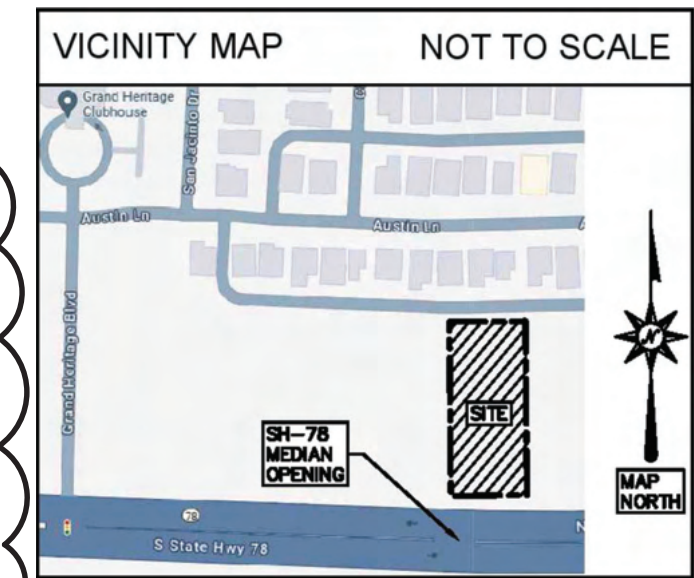 VICINITY MAP NOT TO SCALE
Grand Heritage
Clubhouse
San Jacinto Dr
Austin Ln
Austin Ln
Grand Heritage Blvd
SITE
SH-78
MEDIAN
OPENING
N
MAP
NORTH
78
S State Hwy 78
N